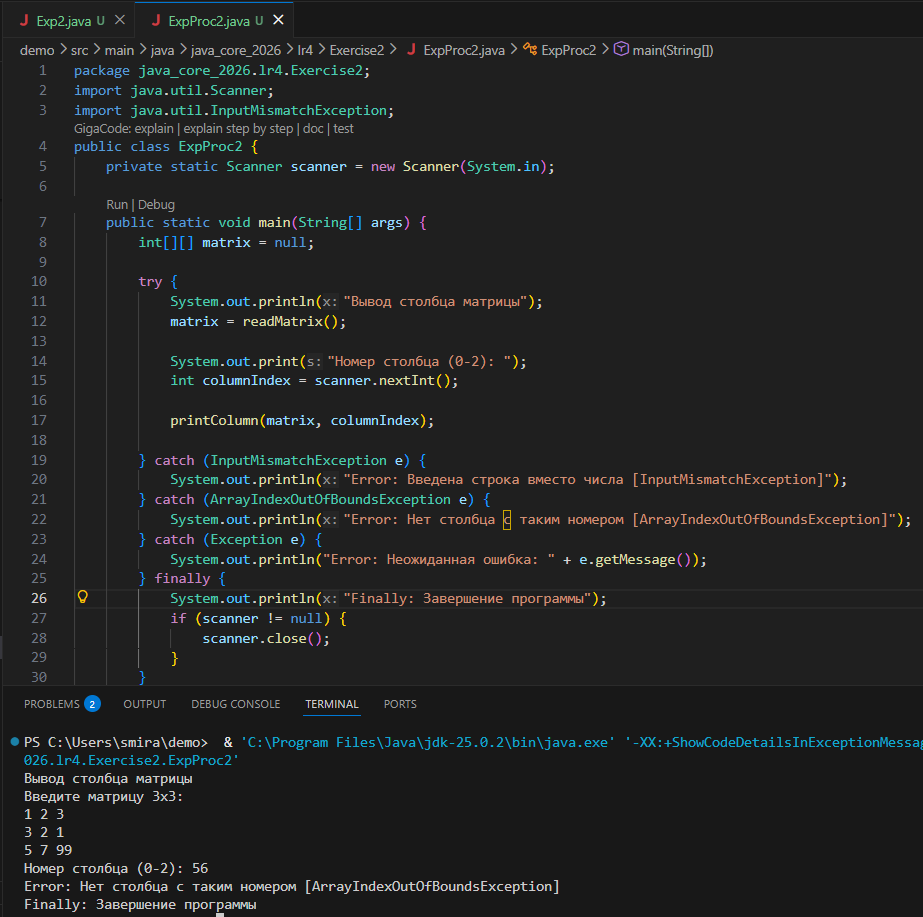 Exp2.java U
ExpProc2.java U
demo > src > main > java > java_core_2026 > lr4 > Exercise2 > ExpProc2.java > ExpProc2 > main(String[])
1 package java_core_2026.lr4.Exercise2;
2 import java.util.Scanner;
3 import java.util.InputMismatchException;
GigaCode: explain | explain step by step | doc | test
4 public class ExpProc2 {
5 private static Scanner scanner = new Scanner(System.in);
6
Run | Debug
7 public static void main(String[] args) {
8 int[][] matrix = null;
9
10 try {
11 System.out.println(x: "Вывод столбца матрицы");
12 matrix = readMatrix();
13
14 System.out.print(s: "Номер столбца (0-2): ");
15 int columnIndex = scanner.nextInt();
16
17 printColumn(matrix, columnIndex);
18
19 } catch (InputMismatchException e) {
20 System.out.println(x: "Error: Введена строка вместо числа [InputMismatchException]");
21 } catch (ArrayIndexOutOfBoundsException e) {
22 System.out.println(x: "Error: Нет столбца с таким номером [ArrayIndexOutOfBoundsException]");
23 } catch (Exception e) {
24 System.out.println("Error: Неожиданная ошибка: " + e.getMessage());
25 } finally {
26 System.out.println(x: "Finally: Завершение программы");
27 if (scanner != null) {
28 scanner.close();
29 }
30 }
PROBLEMS 2 OUTPUT DEBUG CONSOLE TERMINAL PORTS
PS C:\Users\smira\demo> & 'C:\Program Files\Java\jdk-25.0.2\bin\java.exe' '-XX:+ShowCodeDetailsInExceptionMessag
026.lr4.Exercise2.ExpProc2'
Вывод столбца матрицы
Введите матрицу 3x3:
1 2 3
3 2 1
5 7 99
Номер столбца (0-2): 56
Error: Нет столбца с таким номером [ArrayIndexOutOfBoundsException]
Finally: Завершение программы